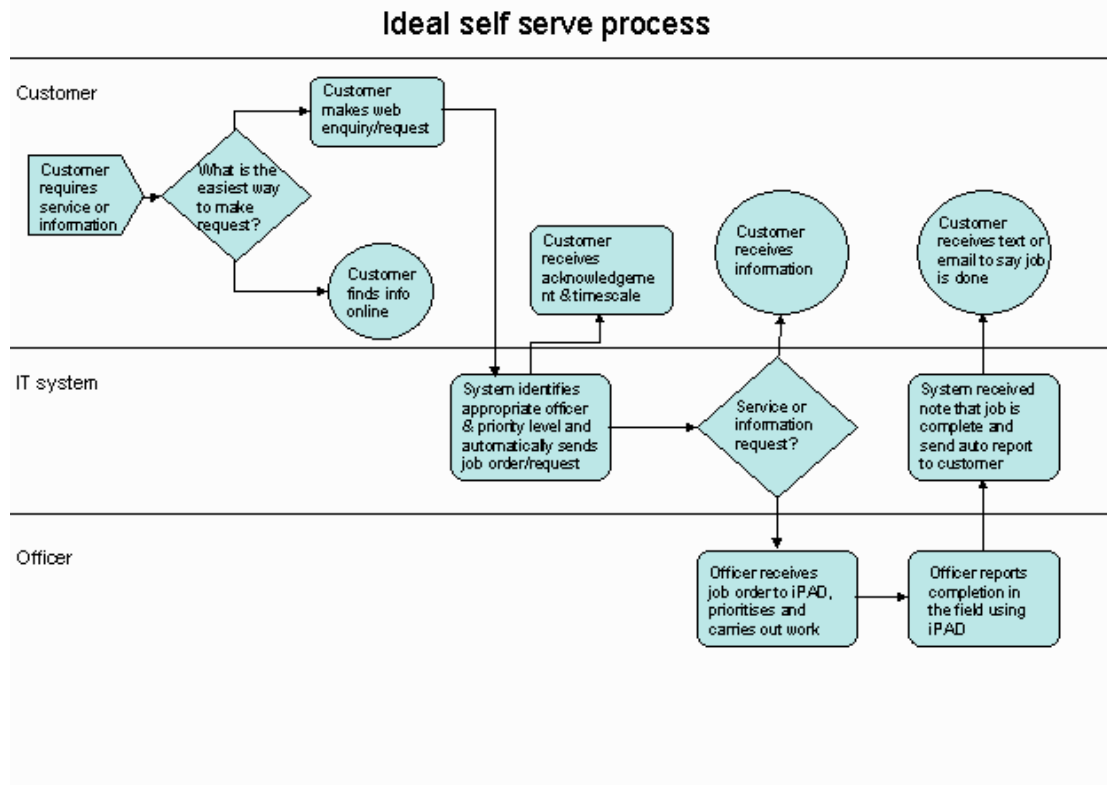 Ideal self serve process
Customer
Customer
makes web
enquiry/request
Customer
requires
service or
information
What is the
easiest way
to make
request?
Customer
finds info
online
Customer
receives
acknowledgeme
nt & timescale
Customer
receives
information
Customer
receives text or
email to say job
is done
IT system
System identifies
appropriate officer
& priority level and
automatically sends
job order/request
Service or
information
request?
System received
note that job is
complete and
send auto report
to customer
Officer
Officer receives
job order to iPAD,
prioritises and
carries out work
Officer reports
completion in
the field using
iPAD